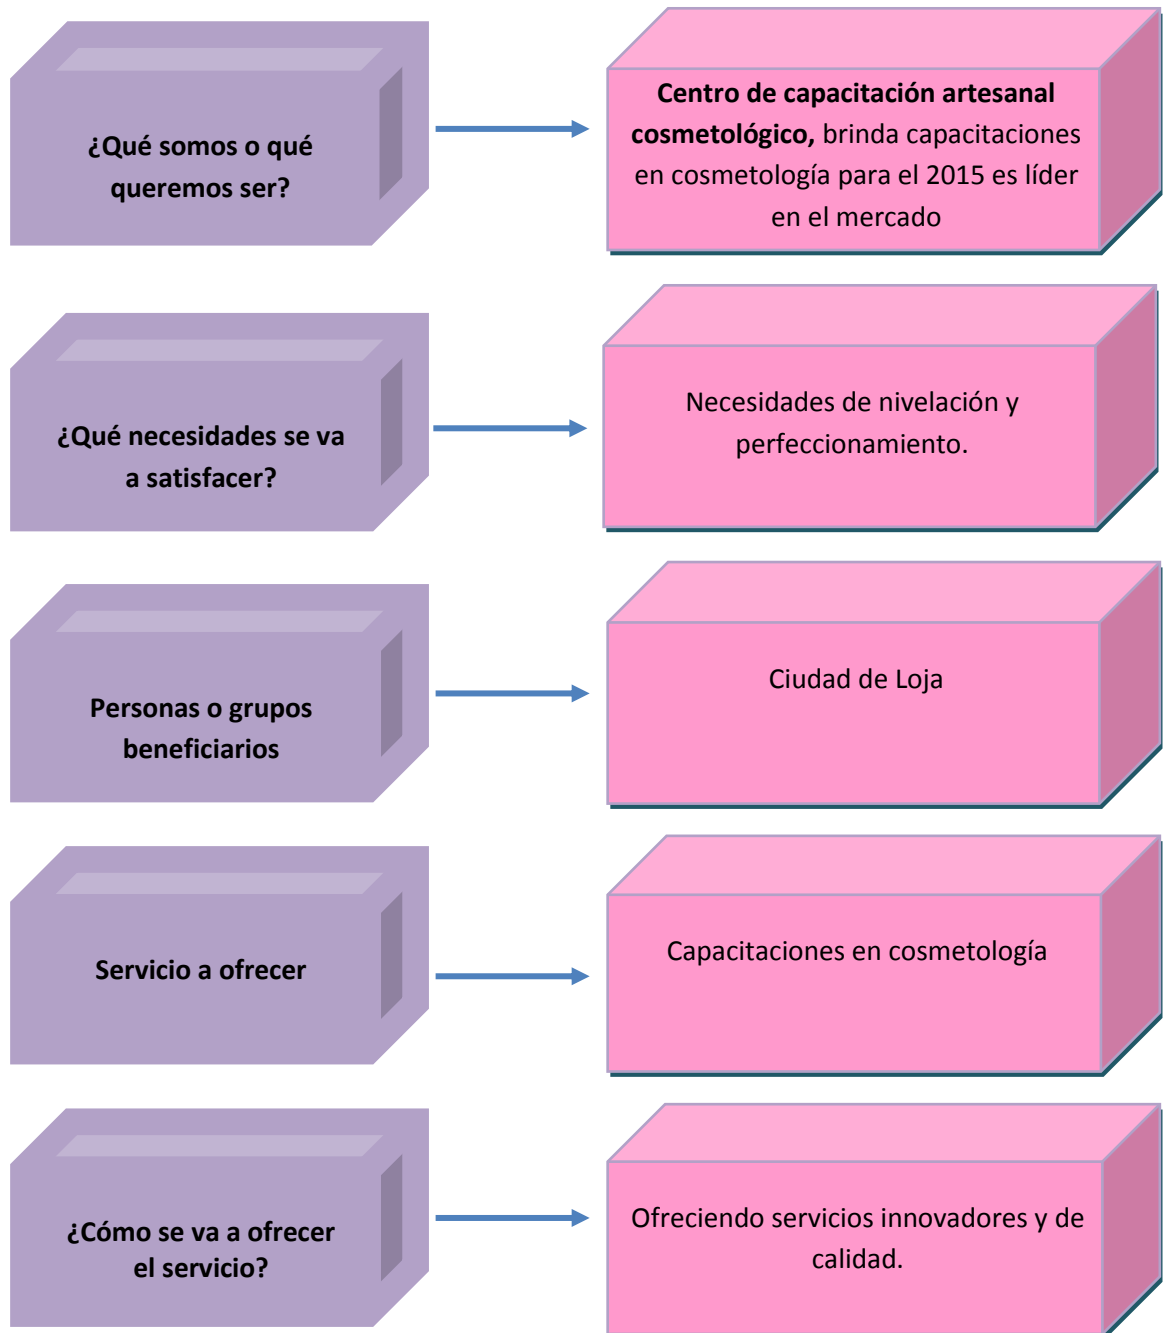 ¿Qué somos o qué
queremos ser?
Centro de capacitación artesanal
cosmetológico, brinda capacitaciones
en cosmetología para el 2015 es líder
en el mercado
¿Qué necesidades se va
a satisfacer?
Necesidades de nivelación y
perfeccionamiento.
Personas o grupos
beneficiarios
Ciudad de Loja
Servicio a ofrecer
Capacitaciones en cosmetología
¿Cómo se va a ofrecer
el servicio?
Ofreciendo servicios innovadores y de
calidad.